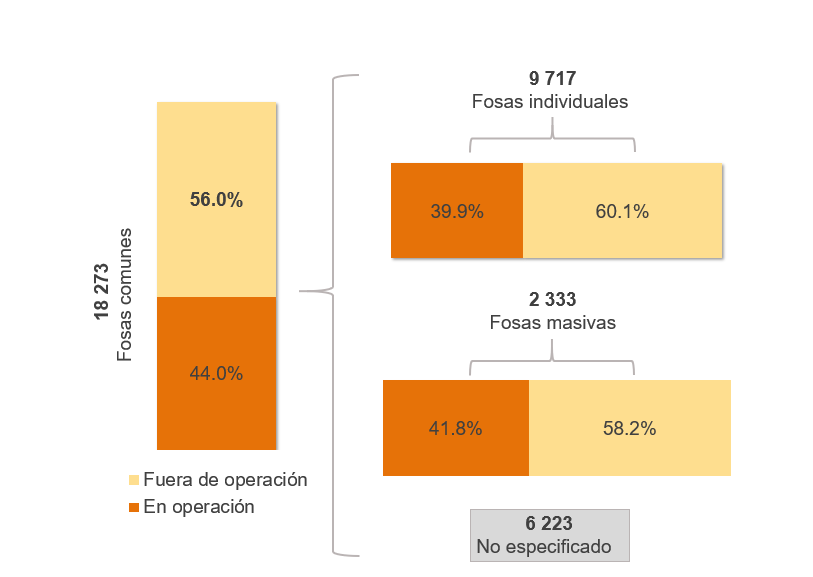 18 273
Fosas comunes
56.0%
44.0%
Fuera de operación
En operación
9 717
Fosas individuales
39.9%
60.1%
2 333
Fosas masivas
41.8%
58.2%
6 223
No especificado